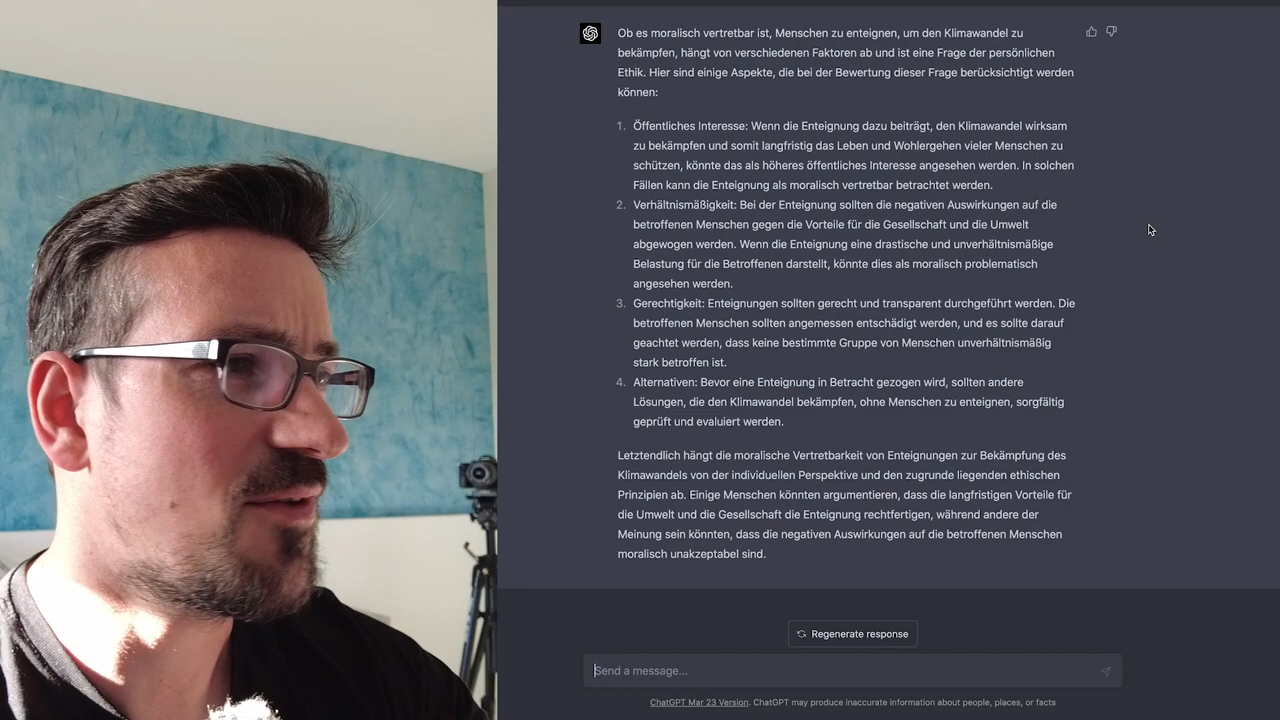 Ob es moralisch vertretbar ist, Menschen zu enteignen, um den Klimawandel zu
bekämpfen, hängt von verschiedenen Faktoren ab und ist eine Frage der persönlichen
Ethik. Hier sind einige Aspekte, die bei der Bewertung dieser Frage berücksichtigt werden
können:
1. Öffentliches Interesse: Wenn die Enteignung dazu beiträgt, den Klimawandel wirksam
zu bekämpfen und somit langfristig das Leben und Wohlergehen vieler Menschen zu
schützen, könnte das als höheres öffentliches Interesse angesehen werden. In solchen
Fällen kann die Enteignung als moralisch vertretbar betrachtet werden.
2. Verhältnismäßigkeit: Bei der Enteignung sollten die negativen Auswirkungen auf die
betroffenen Menschen gegen die Vorteile für die Gesellschaft und die Umwelt
abgewogen werden. Wenn die Enteignung eine drastische und unverhältnismäßige
Belastung für die Betroffenen darstellt, könnte dies als moralisch problematisch
angesehen werden.
3. Gerechtigkeit: Enteignungen sollten gerecht und transparent durchgeführt werden. Die
betroffenen Menschen sollten angemessen entschädigt werden, und es sollte darauf
geachtet werden, dass keine bestimmte Gruppe von Menschen unverhältnismäßig
stark betroffen ist.
4. Alternativen: Bevor eine Enteignung in Betracht gezogen wird, sollten andere
Lösungen, die den Klimawandel bekämpfen, ohne Menschen zu enteignen, sorgfältig
geprüft und evaluiert werden.
Letztendlich hängt die moralische Vertretbarkeit von Enteignungen zur Bekämpfung des
Klimawandels von der individuellen Perspektive und den zugrunde liegenden ethischen
Prinzipien ab. Einige Menschen könnten argumentieren, dass die langfristigen Vorteile für
die Umwelt und die Gesellschaft die Enteignung rechtfertigen, während andere der
Meinung sein könnten, dass die negativen Auswirkungen auf die betroffenen Menschen
moralisch unakzeptabel sind.
Regenerate response
Send a message...
ChatGPT Mar 23 Version. ChatGPT may produce inaccurate information about people, places, or facts